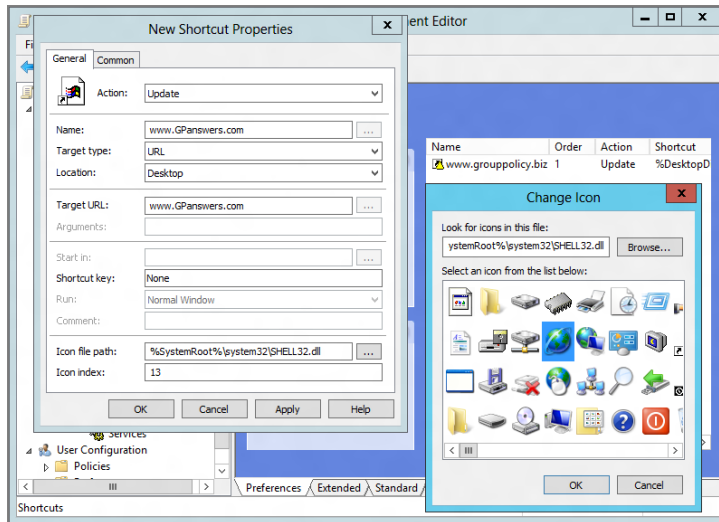 ent Editor
New Shortcut Properties
Fi
General Common
Action: Update
Name: www.GPanswers.com ...
Target type: URL
Location: Desktop
Target URL: www.GPanswers.com ...
Arguments:
Start in: ...
Shortcut key: None
Run: Normal Window
Comment:
Icon file path: %SystemRoot%\system32\SHELL32.dll ...
Icon index: 13
OK Cancel Apply Help
Name Order Action Shortcut
www.grouppolicy.biz 1 Update %DesktopD
Change Icon
Look for icons in this file:
ystemRoot%\system32\SHELL32.dll Browse...
Select an icon from the list below:
OK Cancel
Services
User Configuration
Policies
Preferences Extended Standard
Shortcuts